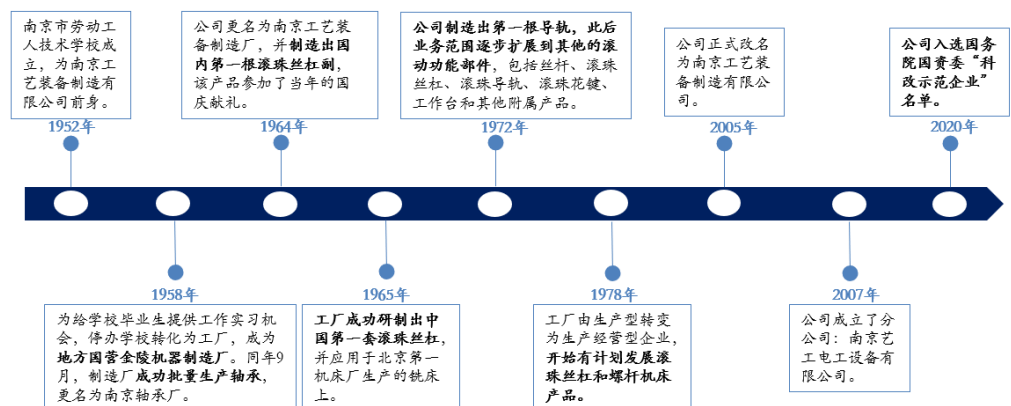 南京市劳动工
人技术学校成
立，为南京工
艺装备制造有
限公司前身。
1952年
公司更名为南京工艺装
备制造厂，并制造出国
内第一根滚珠丝杠副，
该产品参加了当年的国
庆献礼。
1964年
公司制造出第一根导轨，此后
业务范围逐步扩展到其他的滚
动功能部件，包括丝杆、滚珠
丝杠、滚珠导轨、滚珠花键、
工作台和其他附属产品。
1972年
公司正式改名
为南京工艺装
备制造有限公
司。
2005年
公司入选国务
院国资委“科
改示范企业”
名单。
2020年
1958年
为给学校毕业生提供工作实习机
会，停办学校转化为工厂，成为
地方国营金陵机器制造厂。同年9
月，制造厂成功批量生产轴承，
更名为南京轴承厂。
1965年
工厂成功研制出中
国第一套滚珠丝杠，
并应用于北京第一
机床厂生产的铣床
上。
1978年
工厂由生产型转变
为生产经营型企业，
开始有计划发展滚
珠丝杠和螺杆机床
产品。
2007年
公司成立了分
公司：南京艺
工电工设备有
限公司。